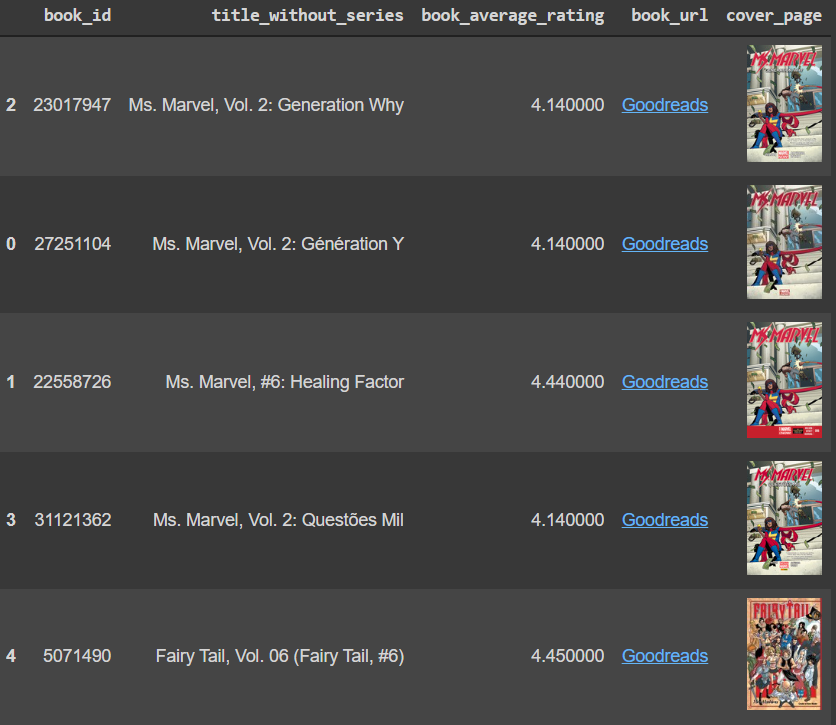 book_id title_without_series book_average_rating book_url cover_page
2 23017947 Ms. Marvel, Vol. 2: Generation Why 4.140000 Goodreads
MS. MARVEL
0 27251104 Ms. Marvel, Vol. 2: Génération Y 4.140000 Goodreads
MS. MARVEL
1 22558726 Ms. Marvel, #6: Healing Factor 4.440000 Goodreads
MS. MARVEL
3 31121362 Ms. Marvel, Vol. 2: Questões Mil 4.140000 Goodreads
MS. MARVEL
4 5071490 Fairy Tail, Vol. 06 (Fairy Tail, #6) 4.450000 Goodreads
FAIRY TAIL